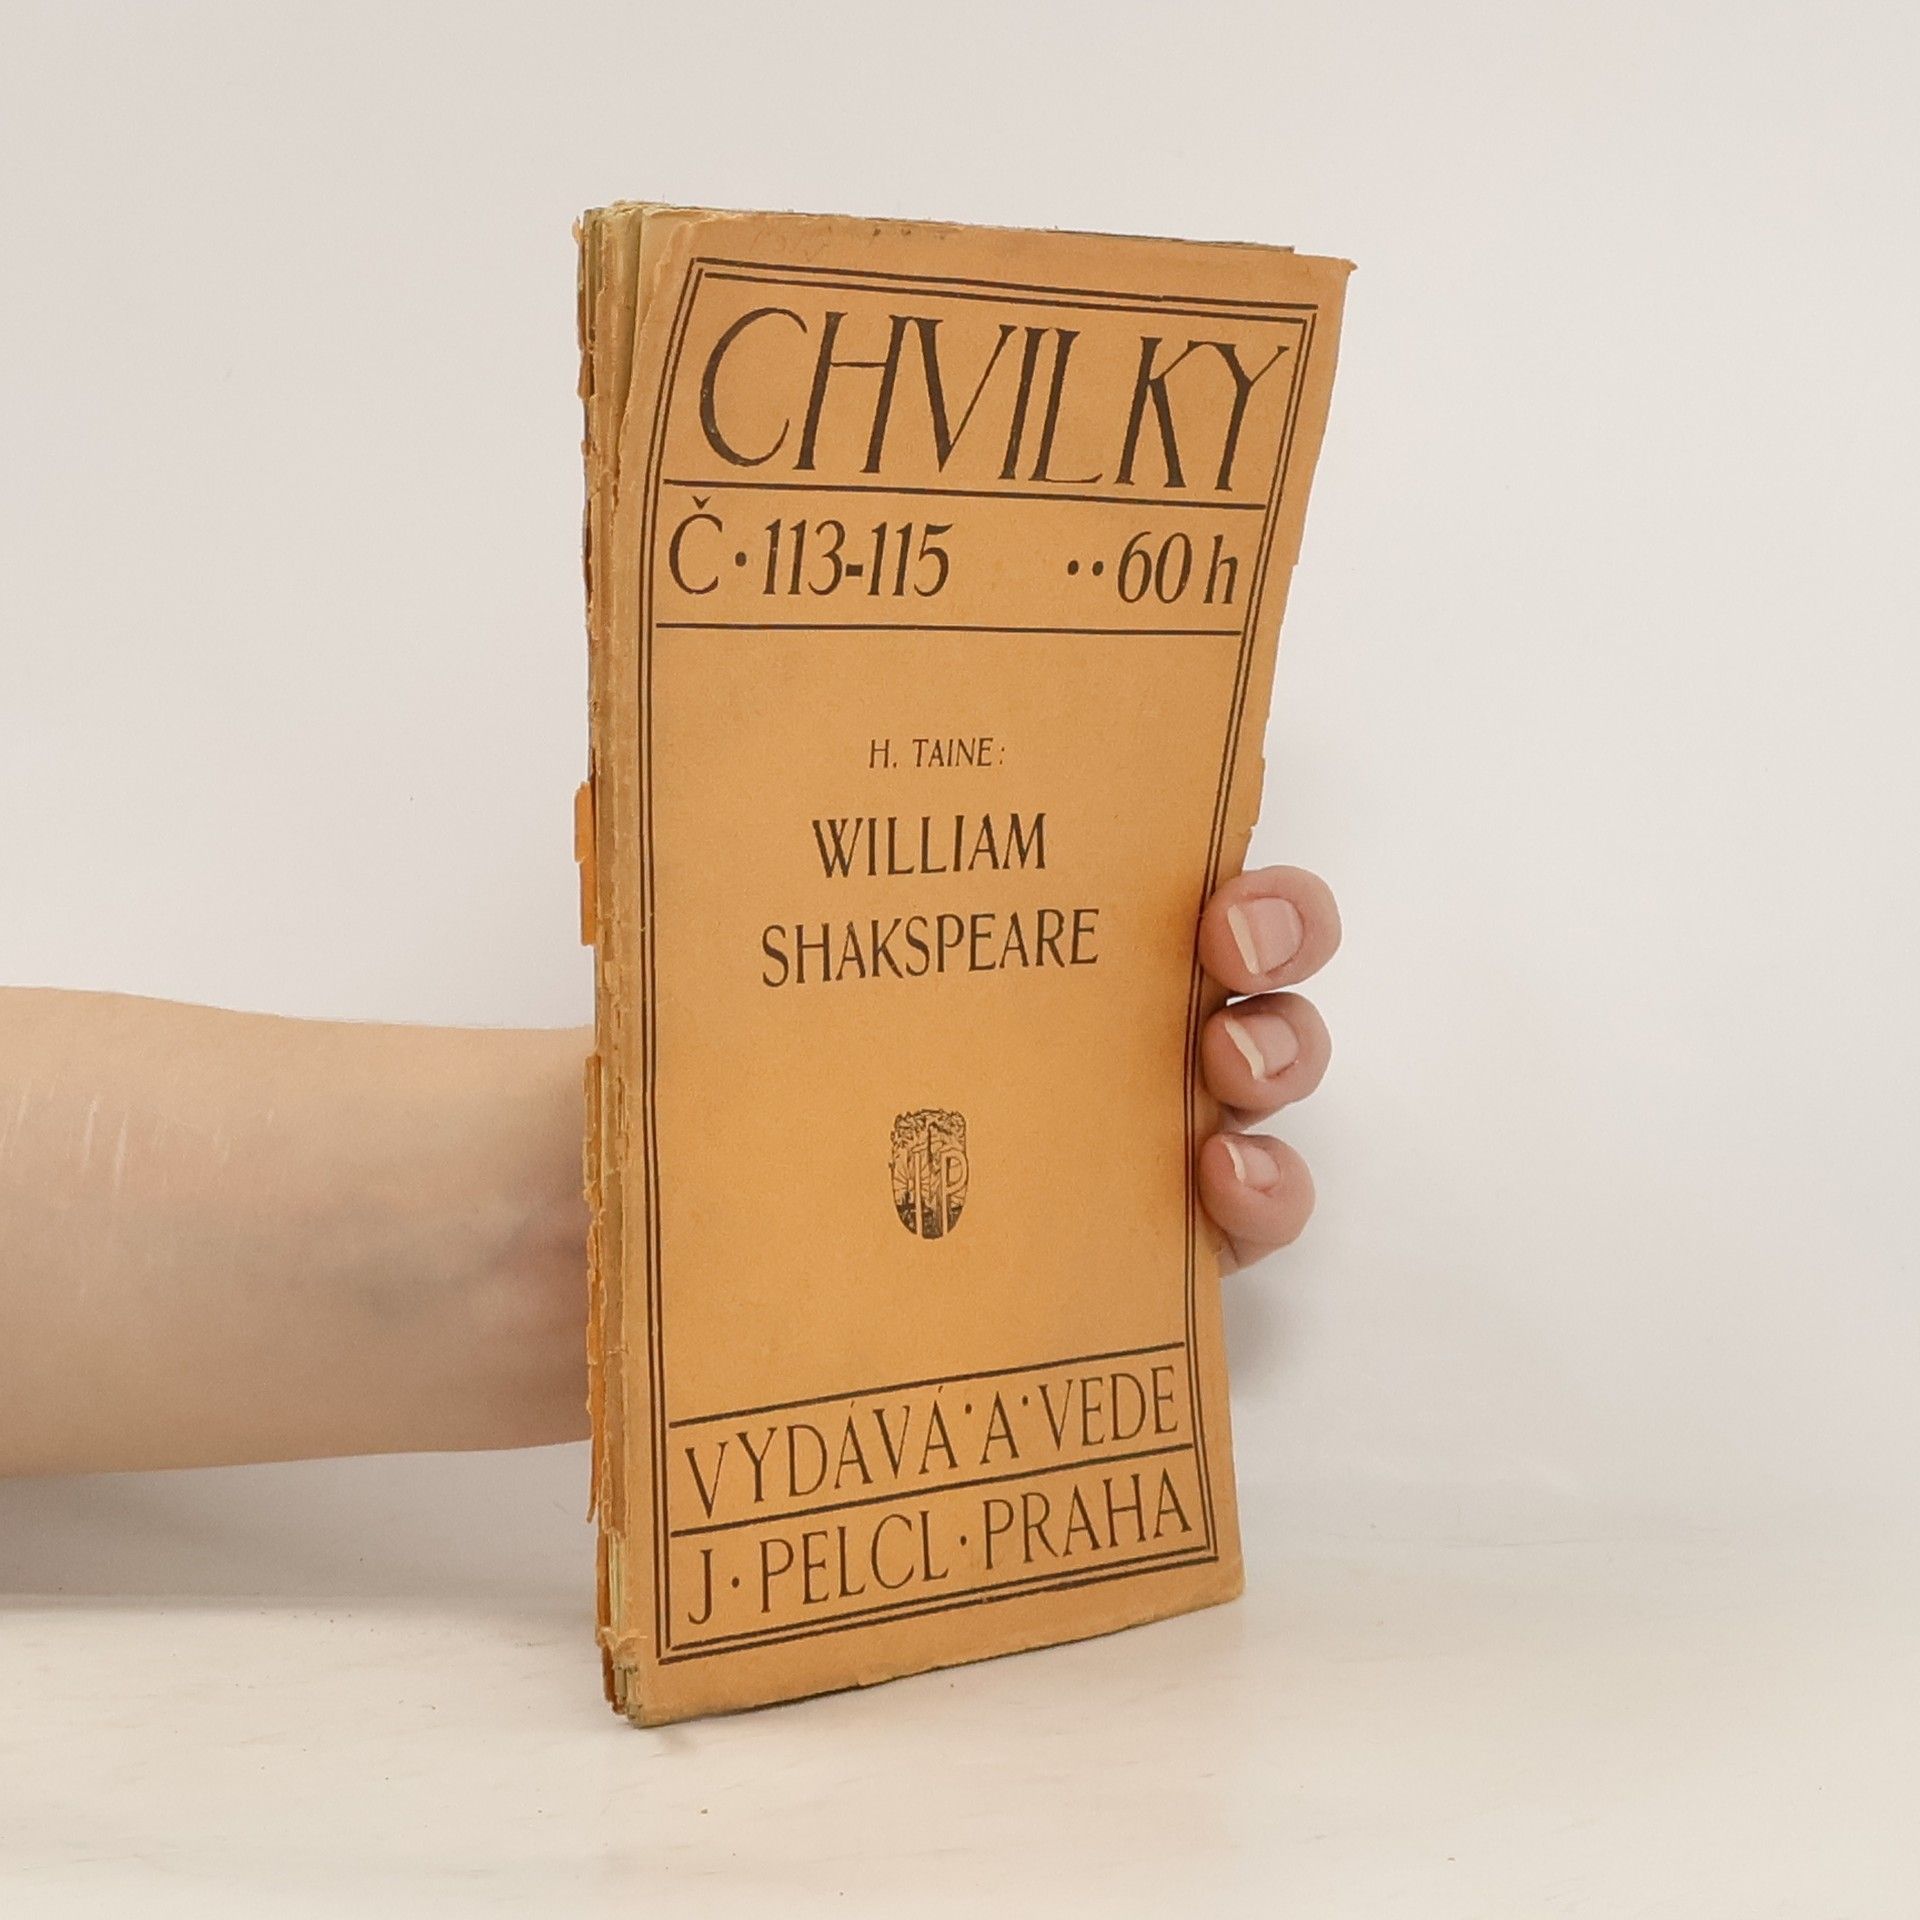 CHVILKY
Č·113-115 ··60 h
H. TAINE:
WILLIAM
SHAKSPEARE
VYDÁVÁ·A·VEDE
J·PELCL·PRAHA